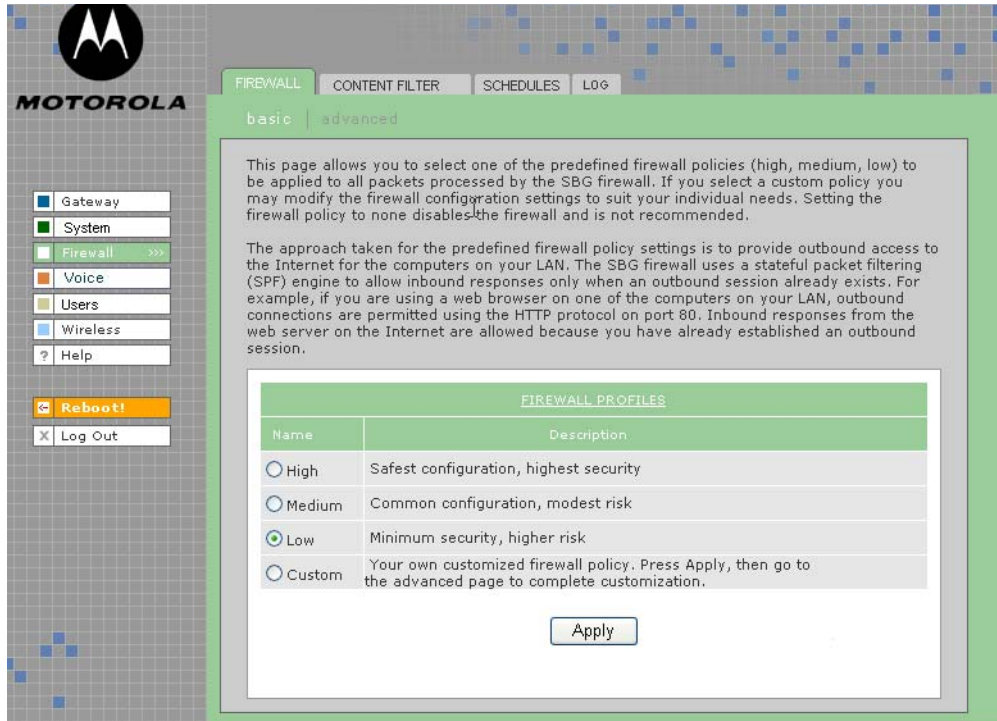 MOTOROLA
FIREWALL
CONTENT FILTER
SCHEDULES
LOG
basic | advanced
Gateway
System
Firewall >>>
Voice
Users
Wireless
? Help
Reboot!
X Log Out
This page allows you to select one of the predefined firewall policies (high, medium, low) to
be applied to all packets processed by the SBG firewall. If you select a custom policy you
may modify the firewall configuration settings to suit your individual needs. Setting the
firewall policy to none disables the firewall and is not recommended.
The approach taken for the predefined firewall policy settings is to provide outbound access to
the Internet for the computers on your LAN. The SBG firewall uses a stateful packet filtering
(SPF) engine to allow inbound responses only when an outbound session already exists. For
example, if you are using a web browser on one of the computers on your LAN, outbound
connections are permitted using the HTTP protocol on port 80. Inbound responses from the
web server on the Internet are allowed because you have already established an outbound
session.
FIREWALL PROFILES
Name Description
High Safest configuration, highest security
Medium Common configuration, modest risk
Low Minimum security, higher risk
Custom Your own customized firewall policy. Press Apply, then go to
the advanced page to complete customization.
Apply